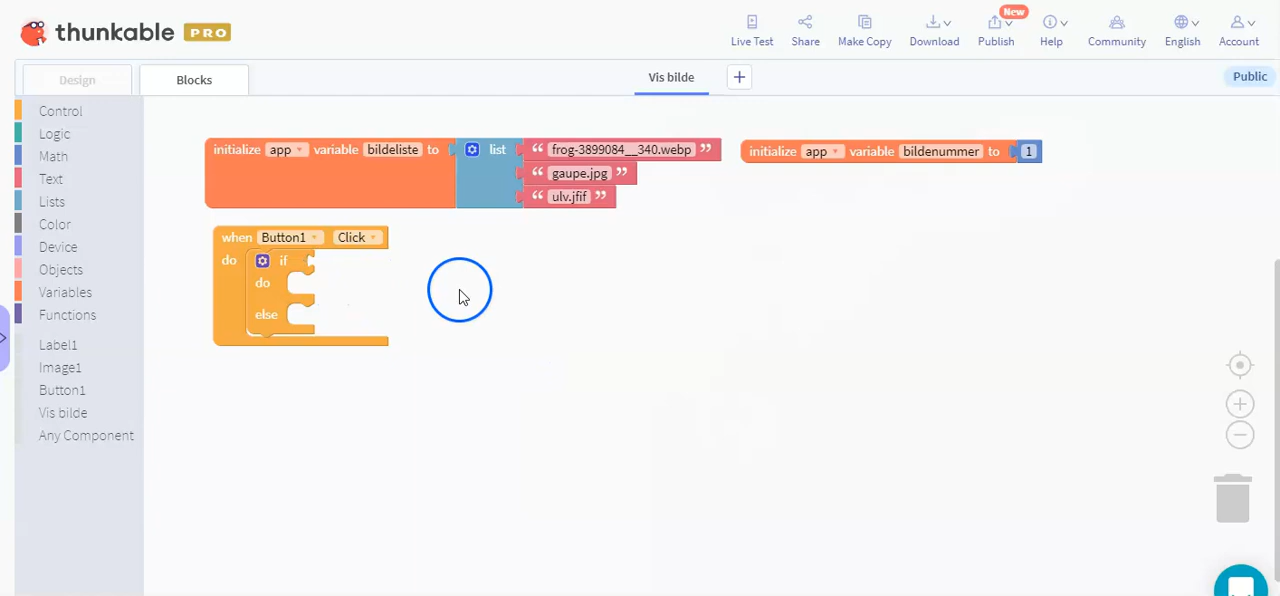 thunkable PRO
New
Live Test Share Make Copy Download Publish Help Community English Account
Design Blocks Vis bilde + Public
Control
Logic
Math
Text
Lists
Color
Device
Objects
Variables
Functions
Label1
Image1
Button1
Vis bilde
Any Component
initialize app variable bildeliste to list “ frog-3899084__340.webp ”
“ gaupe.jpg ”
“ ulv.jfif ”
initialize app variable bildenummer to 1
when Button1 Click
do if
do
else